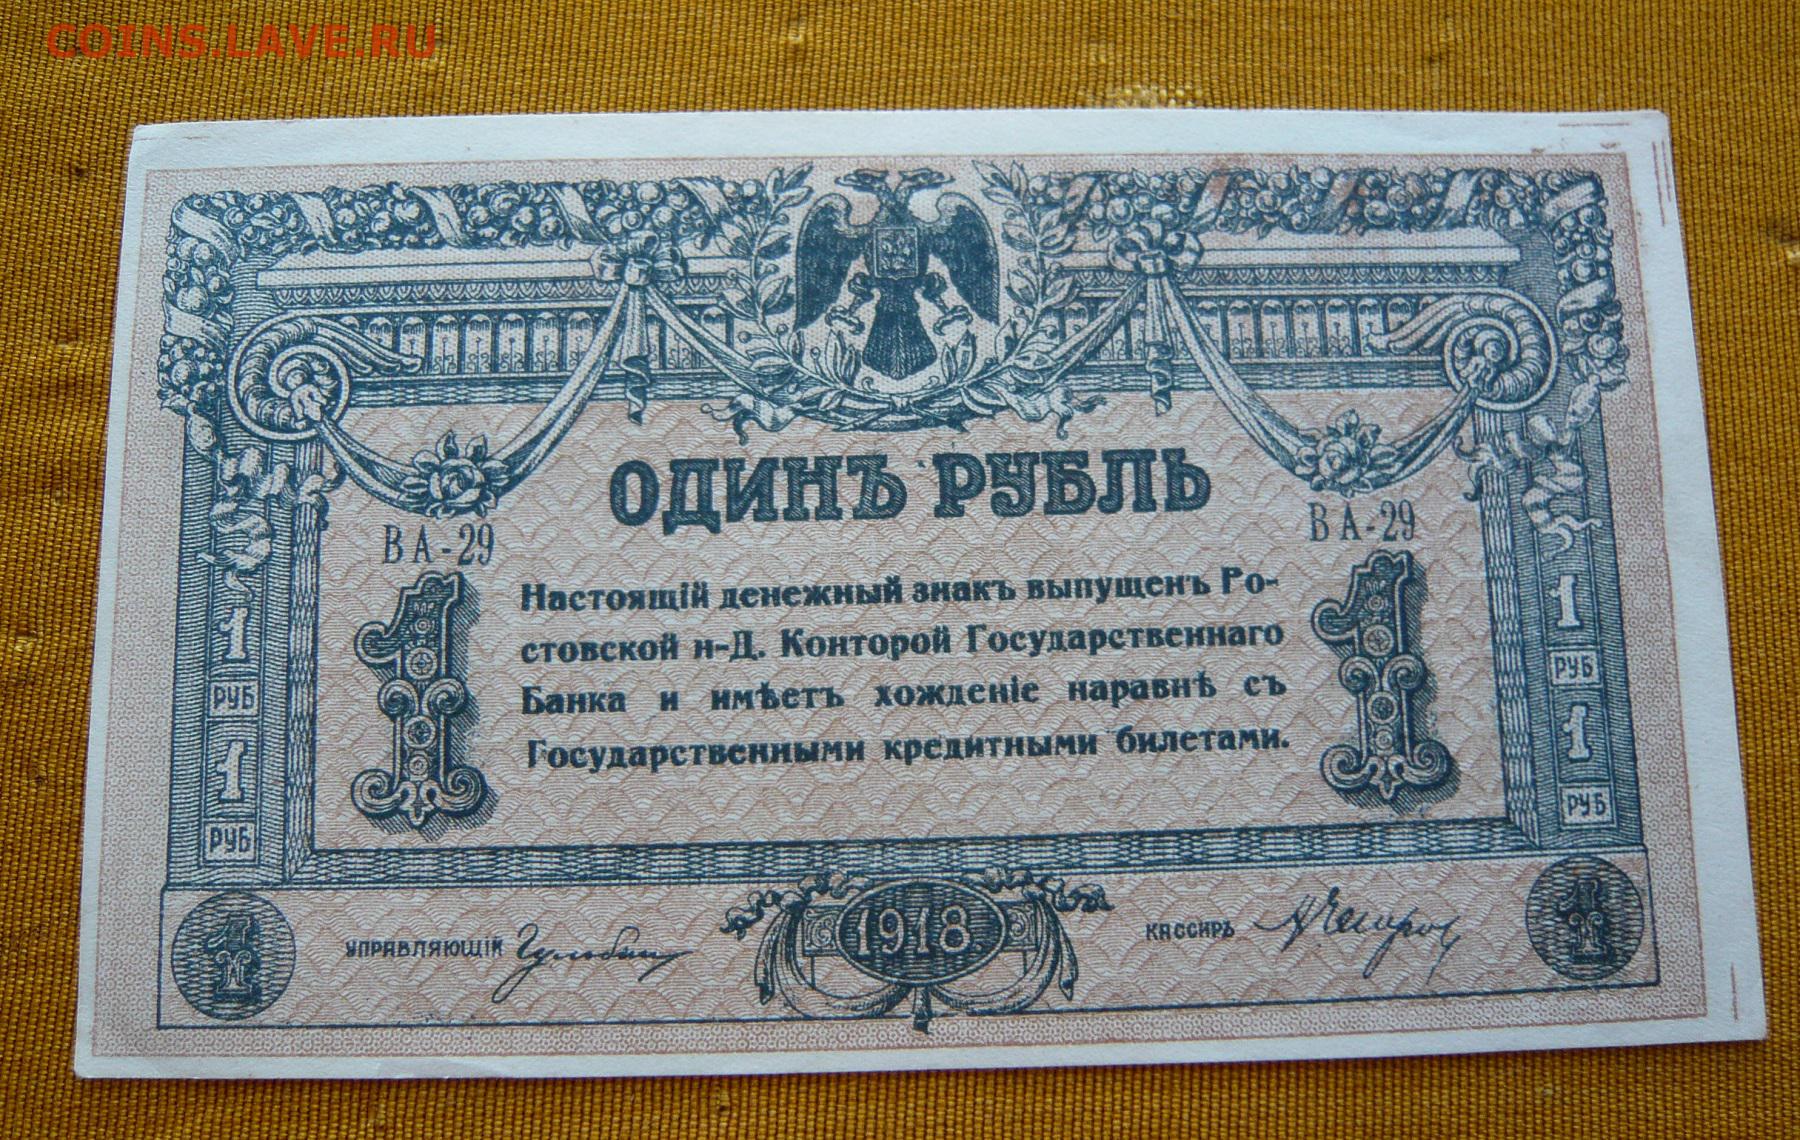 COINS.LAVE.RU
ОДИНЪ РУБЛЬ
ВА-29 ВА-29
1 1
Настоящій денежный знакъ выпущенъ Ро-
стовской н-Д. Конторой Государственнаго
Банка и имѣетъ хожденіе наравнѣ съ
Государственными кредитными билетами.
1 1
РУБ РУБ
1 1
РУБ РУБ
1 УПРАВЛЯЮЩІЙ 1918 КАССИРЪ 1